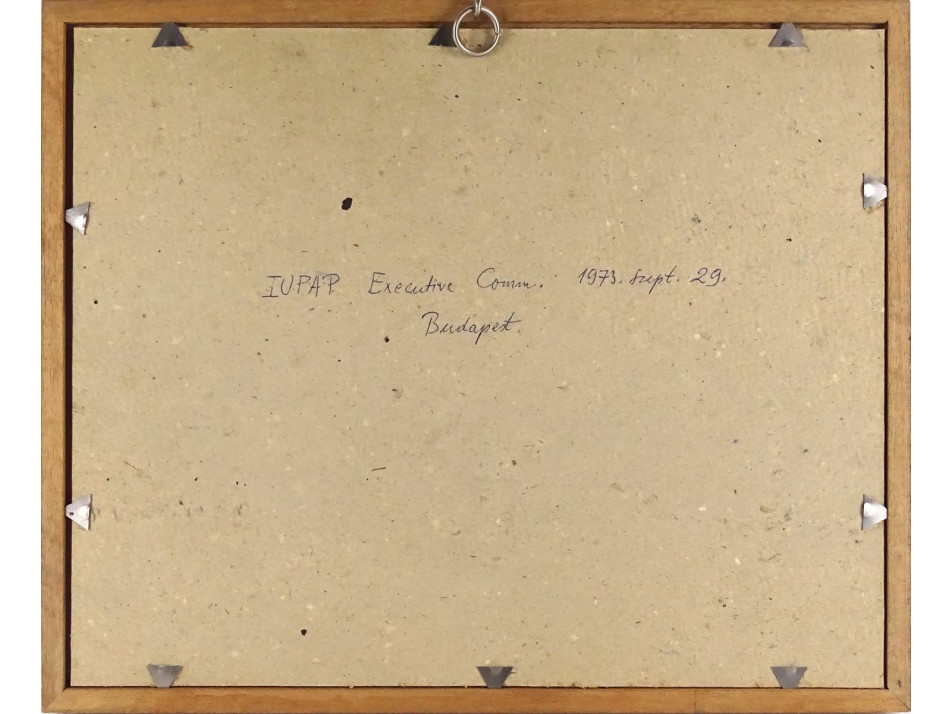 IUPAP Executive Comm. 1973. szept. 29.
Budapest.